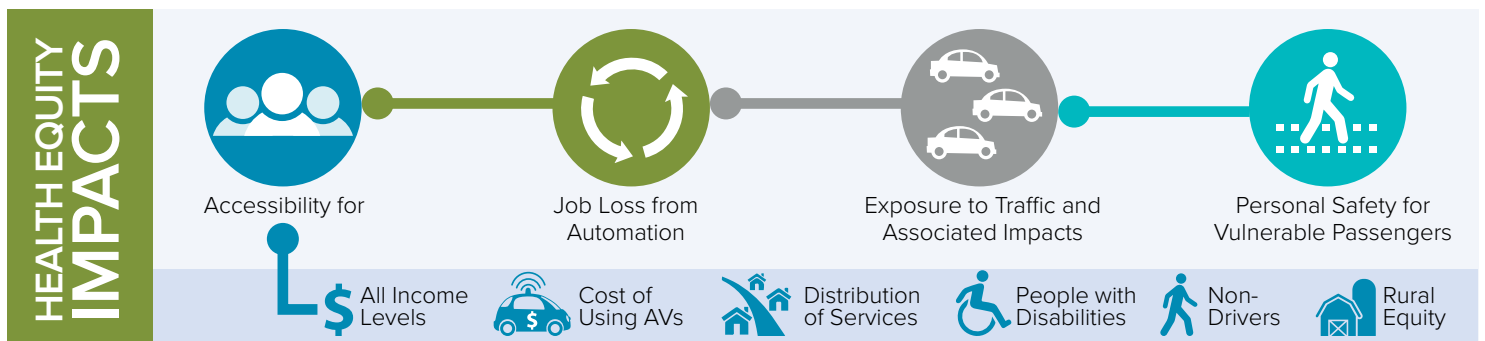 HEALTH EQUITY
IMPACTS
Accessibility for
Job Loss from
Automation
Exposure to Traffic and
Associated Impacts
Personal Safety for
Vulnerable Passengers
$ All Income
Levels
$
Cost of
Using AVs
Distribution
of Services
People with
Disabilities
Non-
Drivers
Rural
Equity